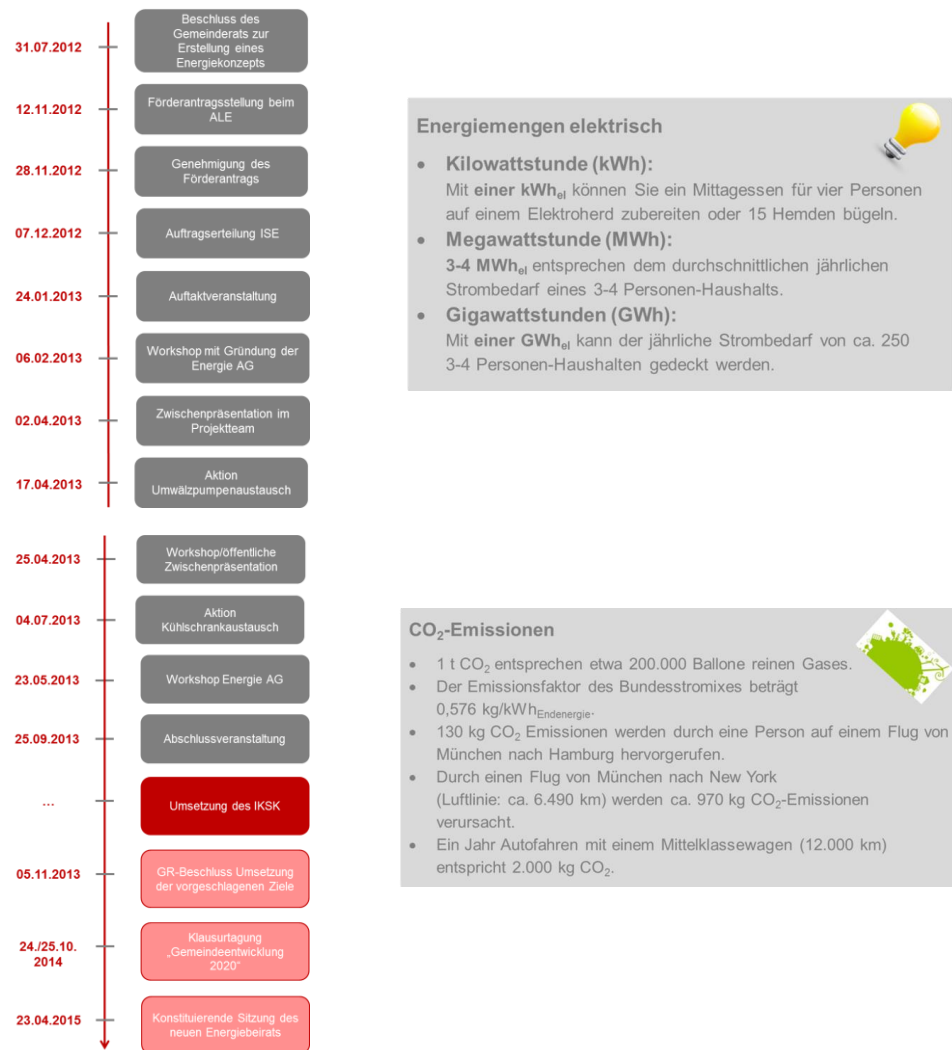 31.07.2012
Beschluss des
Gemeinderats zur
Erstellung eines
Energiekonzepts
12.11.2012
Förderantragsstellung beim
ALE
28.11.2012
Genehmigung des
Förderantrags
07.12.2012
Auftragserteilung ISE
24.01.2013
Auftaktveranstaltung
06.02.2013
Workshop mit Gründung der
Energie AG
02.04.2013
Zwischenpräsentation im
Projektteam
17.04.2013
Aktion
Umwälzpumpenaustausch
25.04.2013
Workshop/öffentliche
Zwischenpräsentation
04.07.2013
Aktion
Kühlschrankaustausch
23.05.2013
Workshop Energie AG
25.09.2013
Abschlussveranstaltung
...
Umsetzung des IKSK
05.11.2013
GR-Beschluss Umsetzung
der vorgeschlagenen Ziele
24./25.10.
2014
Klausurtagung
„Gemeindeentwicklung
2020“
23.04.2015
Konstituierende Sitzung des
neuen Energiebeirats
Energiemengen elektrisch
• Kilowattstunde (kWh):
Mit einer kWhel können Sie ein Mittagessen für vier Personen
auf einem Elektroherd zubereiten oder 15 Hemden bügeln.
• Megawattstunde (MWh):
3-4 MWhel entsprechen dem durchschnittlichen jährlichen
Strombedarf eines 3-4 Personen-Haushalts.
• Gigawattstunden (GWh):
Mit einer GWhel kann der jährliche Strombedarf von ca. 250
3-4 Personen-Haushalten gedeckt werden.
CO2-Emissionen
• 1 t CO2 entsprechen etwa 200.000 Ballone reinen Gases.
• Der Emissionsfaktor des Bundesstromixes beträgt
0,576 kg/kWhEndenergie.
• 130 kg CO2 Emissionen werden durch eine Person auf einem Flug von
München nach Hamburg hervorgerufen.
• Durch einen Flug von München nach New York
(Luftlinie: ca. 6.490 km) werden ca. 970 kg CO2-Emissionen
verursacht.
• Ein Jahr Autofahren mit einem Mittelklassewagen (12.000 km)
entspricht 2.000 kg CO2.